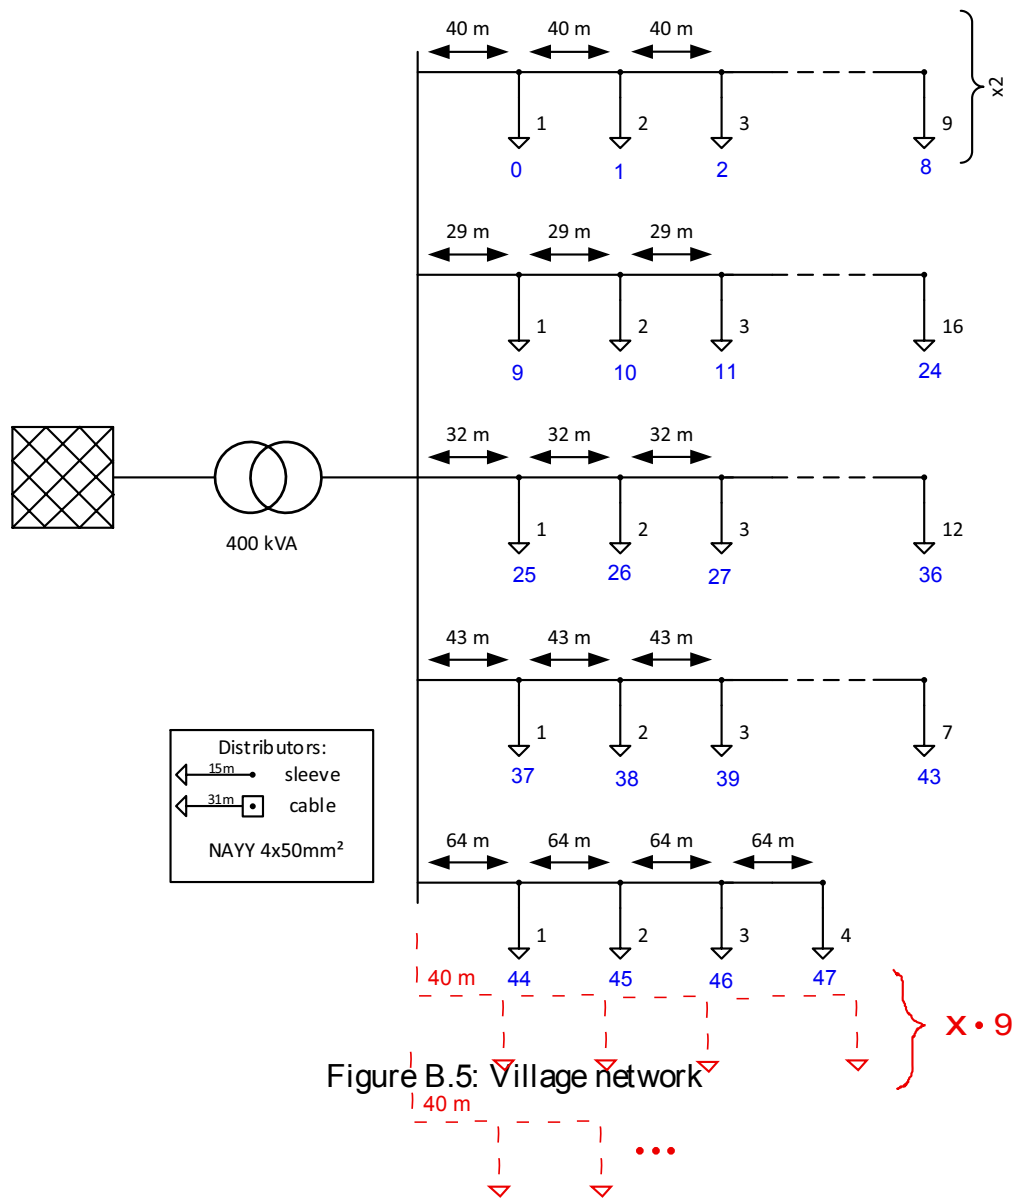 40 m 40 m 40 m
x2
1 2 3 9
0 1 2 8
29 m 29 m 29 m
1 2 3 16
9 10 11 24
32 m 32 m 32 m
1 2 3 12
400 kVA
25 26 27 36
43 m 43 m 43 m
1 2 3 7
37 38 39 43
Distributors:
15m sleeve
31m cable
NAYY 4x50mm²
64 m 64 m 64 m 64 m
1 2 3 4
44 45 46 47
40 m
x • 9
Figure B.5: Village network
40 m
•••